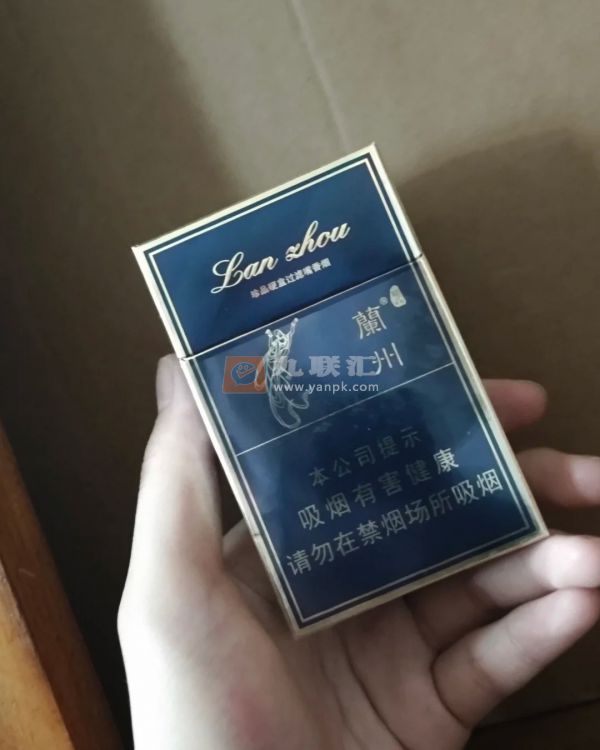 Lan zhou
珍品硬盒过滤嘴香烟
蘭®
州
丸联汇
www.yanpk.com
本公司提示
吸烟有害健康
请勿在禁烟场所吸烟